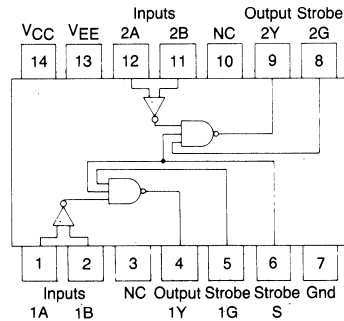 Inputs Output Strobe
VCC VEE 2A 2B NC 2Y 2G
14 13 12 11 10 9 8
1 2 3 4 5 6 7
Inputs NC Output Strobe Strobe Gnd
1A 1B 1Y 1G S